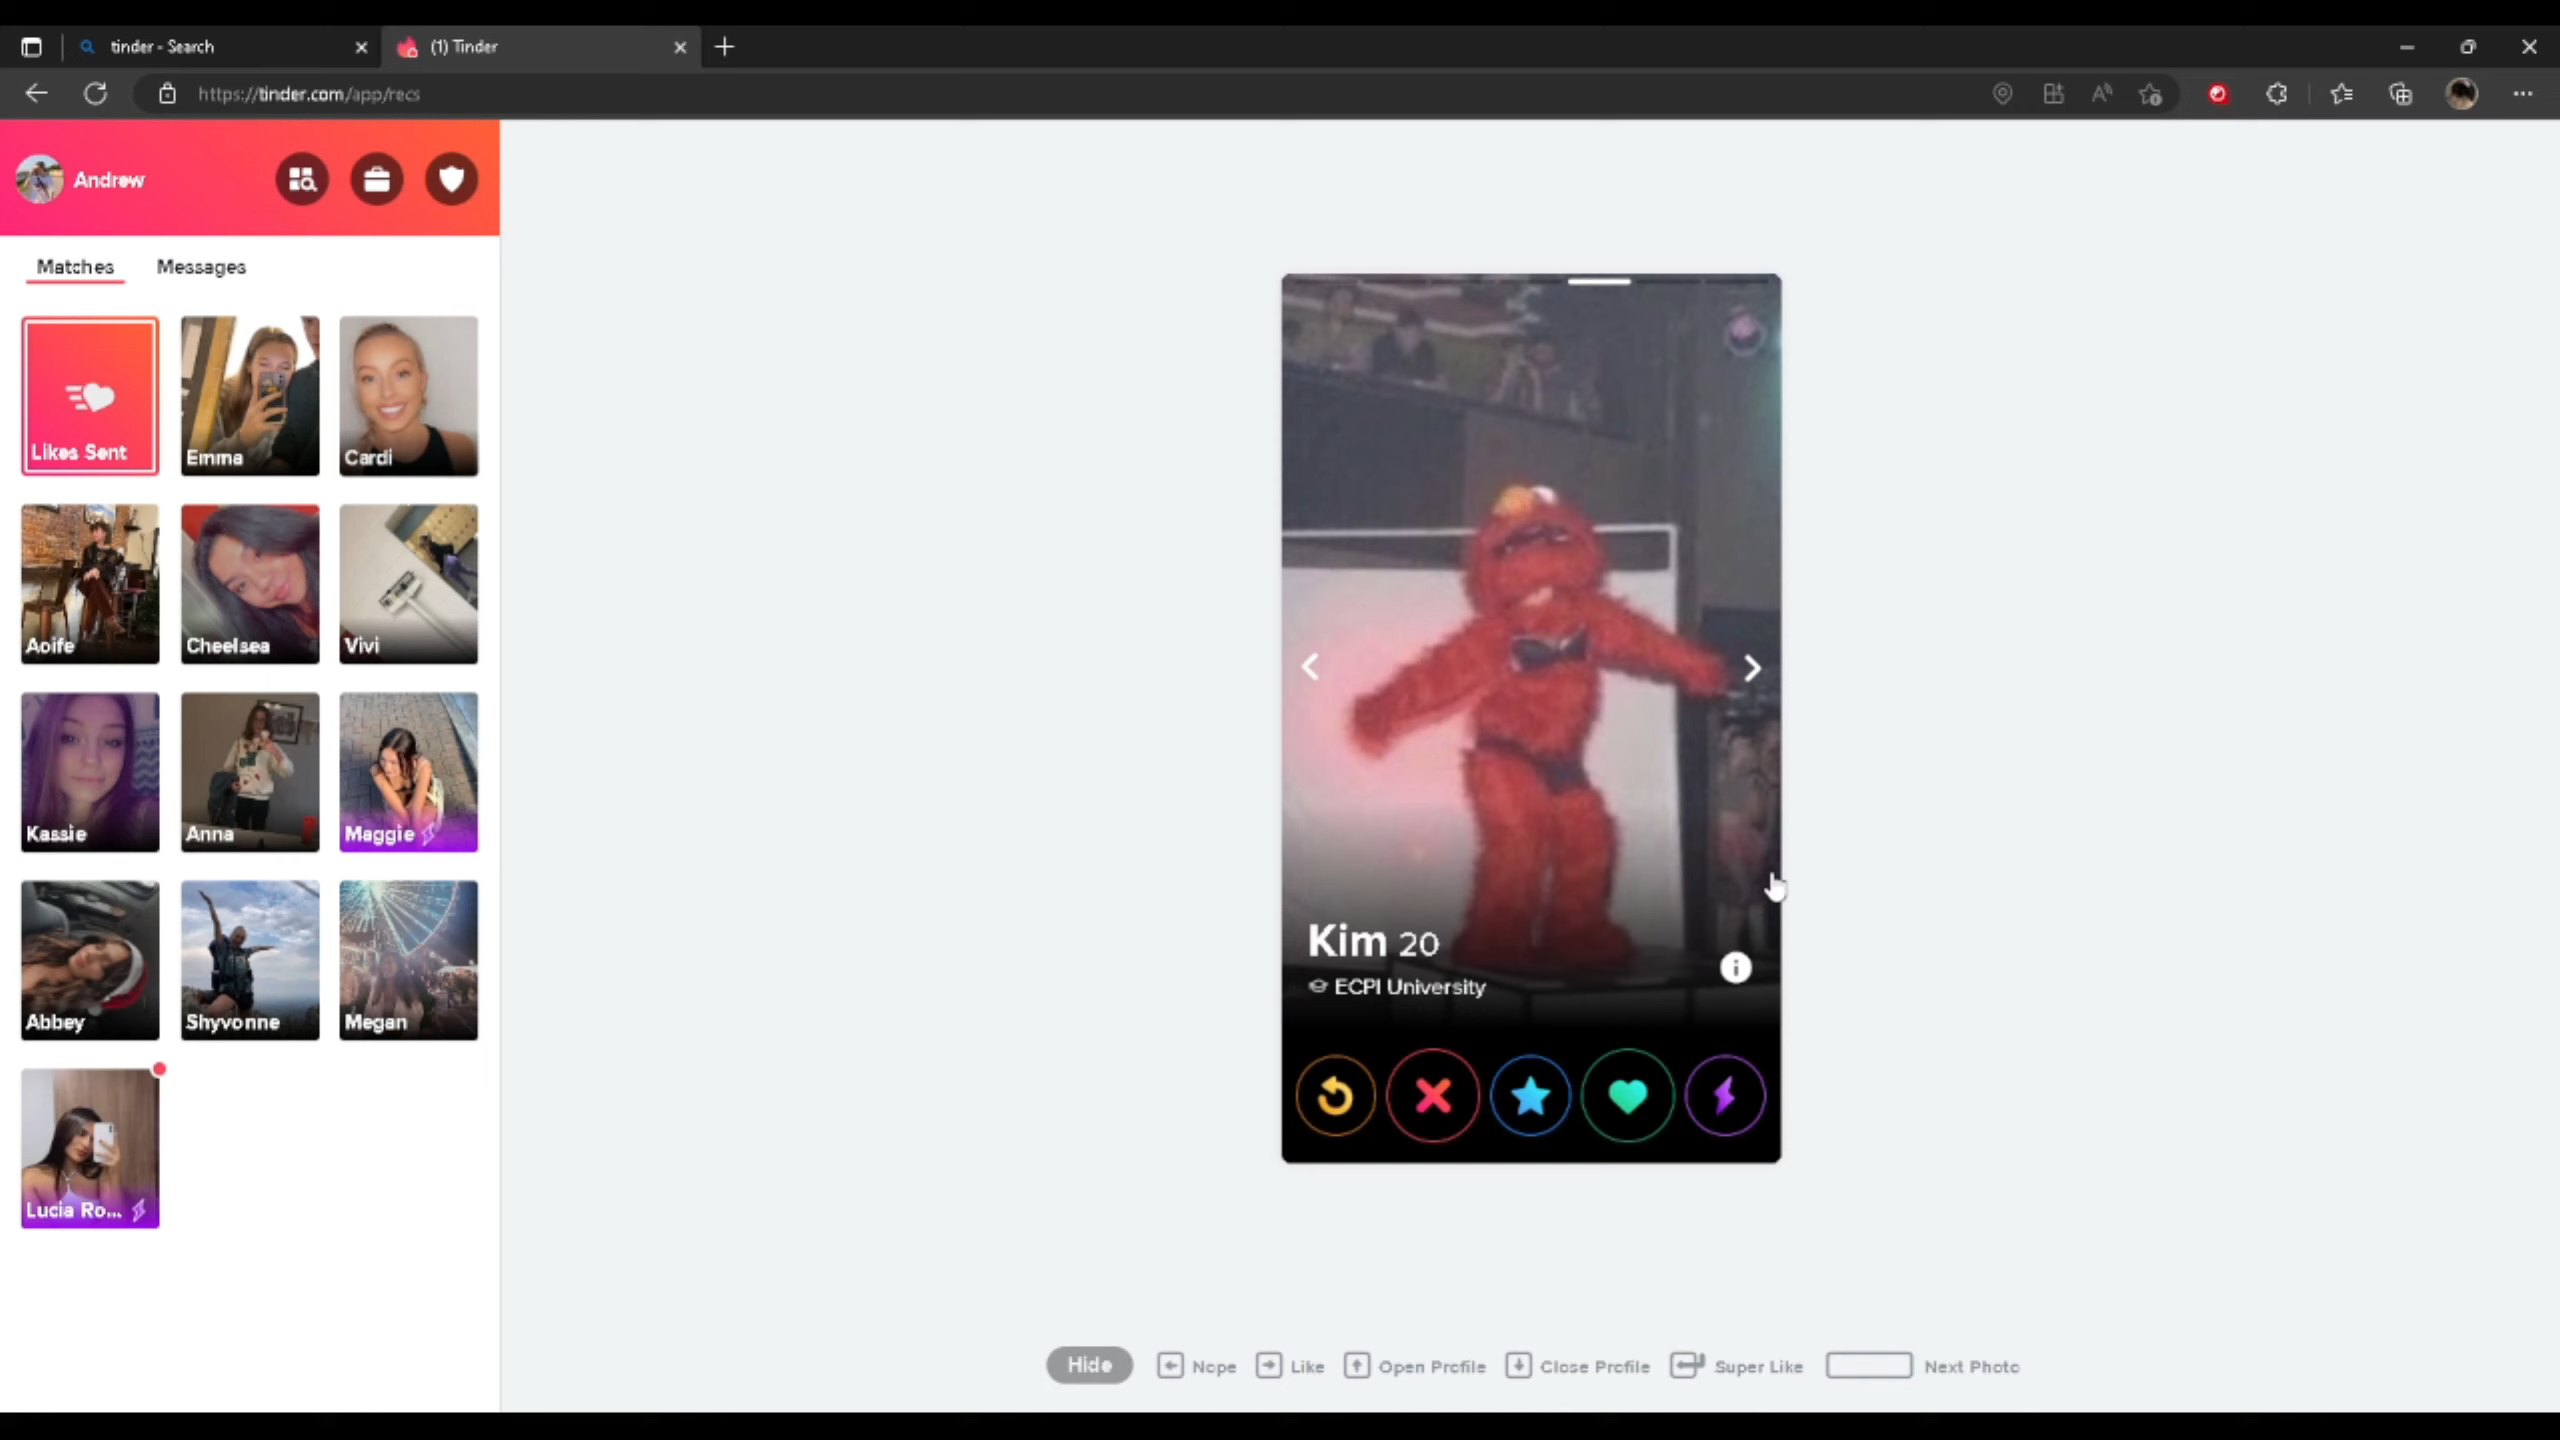 tinder - Search
(1) Tinder
https://tinder.com/app/recs
Andrew
Matches Messages
Likes Sent
Emma
Cardi
Aoife
Cheelsea
Vivi
Kassie
Anna
Maggie
Abbey
Shyvonne
Megan
Lucia Ro...
Kim 20
ECPI University
Hide Nope Like Open Profile Close Profile Super Like Next Photo